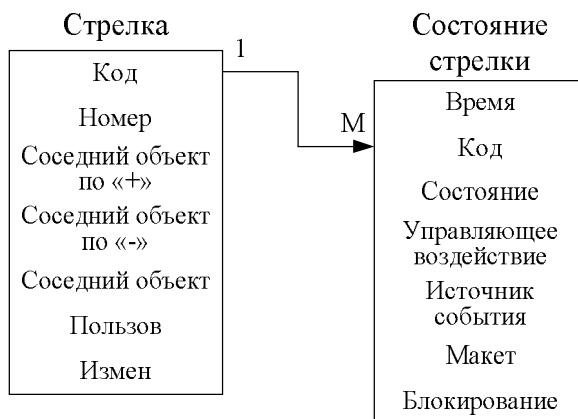 Стрелка
Код
Номер
Соседний объект
по «+»
Соседний объект
по «-»
Соседний объект
Пользов
Измен
1
М
Состояние
стрелки
Время
Код
Состояние
Управляющее
воздействие
Источник
события
Макет
Блокирование